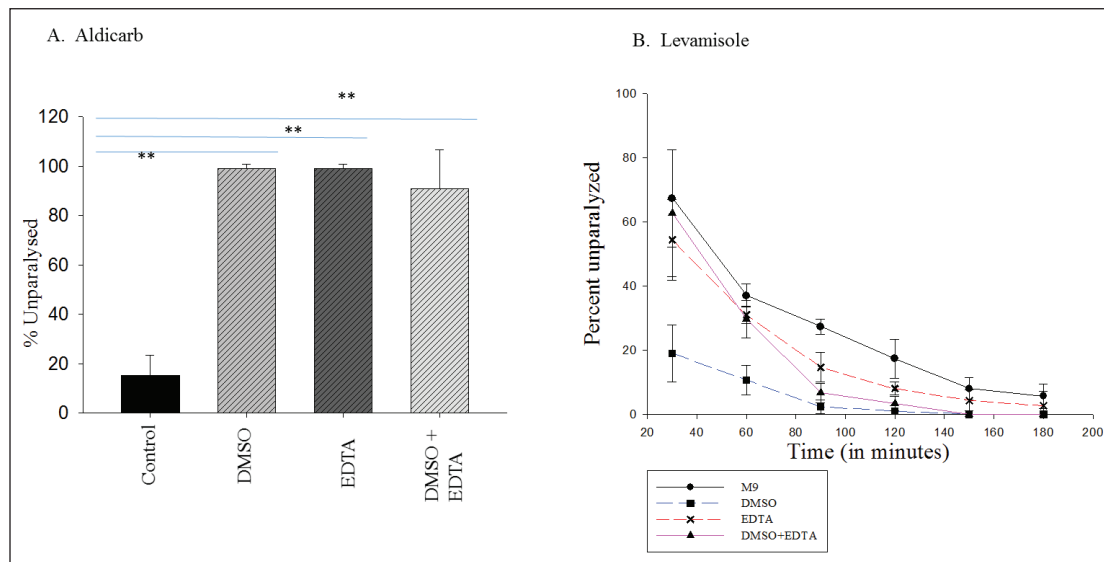 A. Aldicarb
**
**
**
% Unparalysed
120
100
80
60
40
20
0
Control
DMSO
EDTA
DMSO +
EDTA
B. Levamisole
Percent unparalyzed
100
80
60
40
20
0
20 40 60 80 100 120 140 160 180 200
Time (in minutes)
M9
DMSO
EDTA
DMSO+EDTA